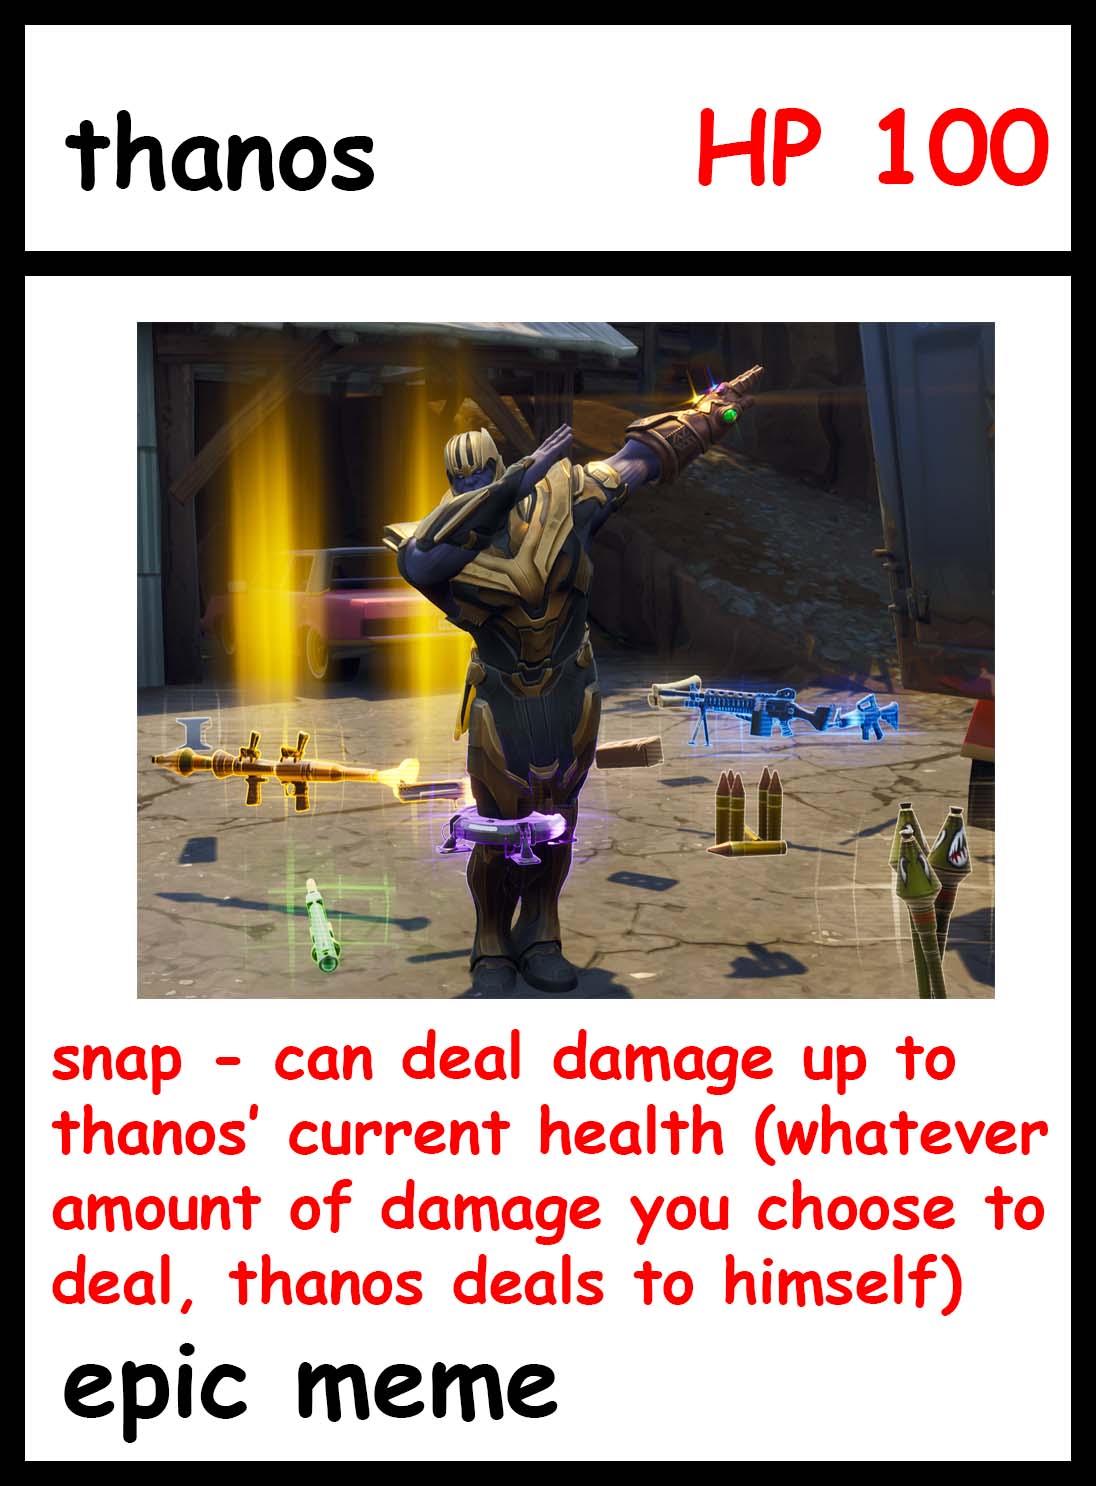 thanos HP 100
snap - can deal damage up to
thanos’ current health (whatever
amount of damage you choose to
deal, thanos deals to himself)
epic meme